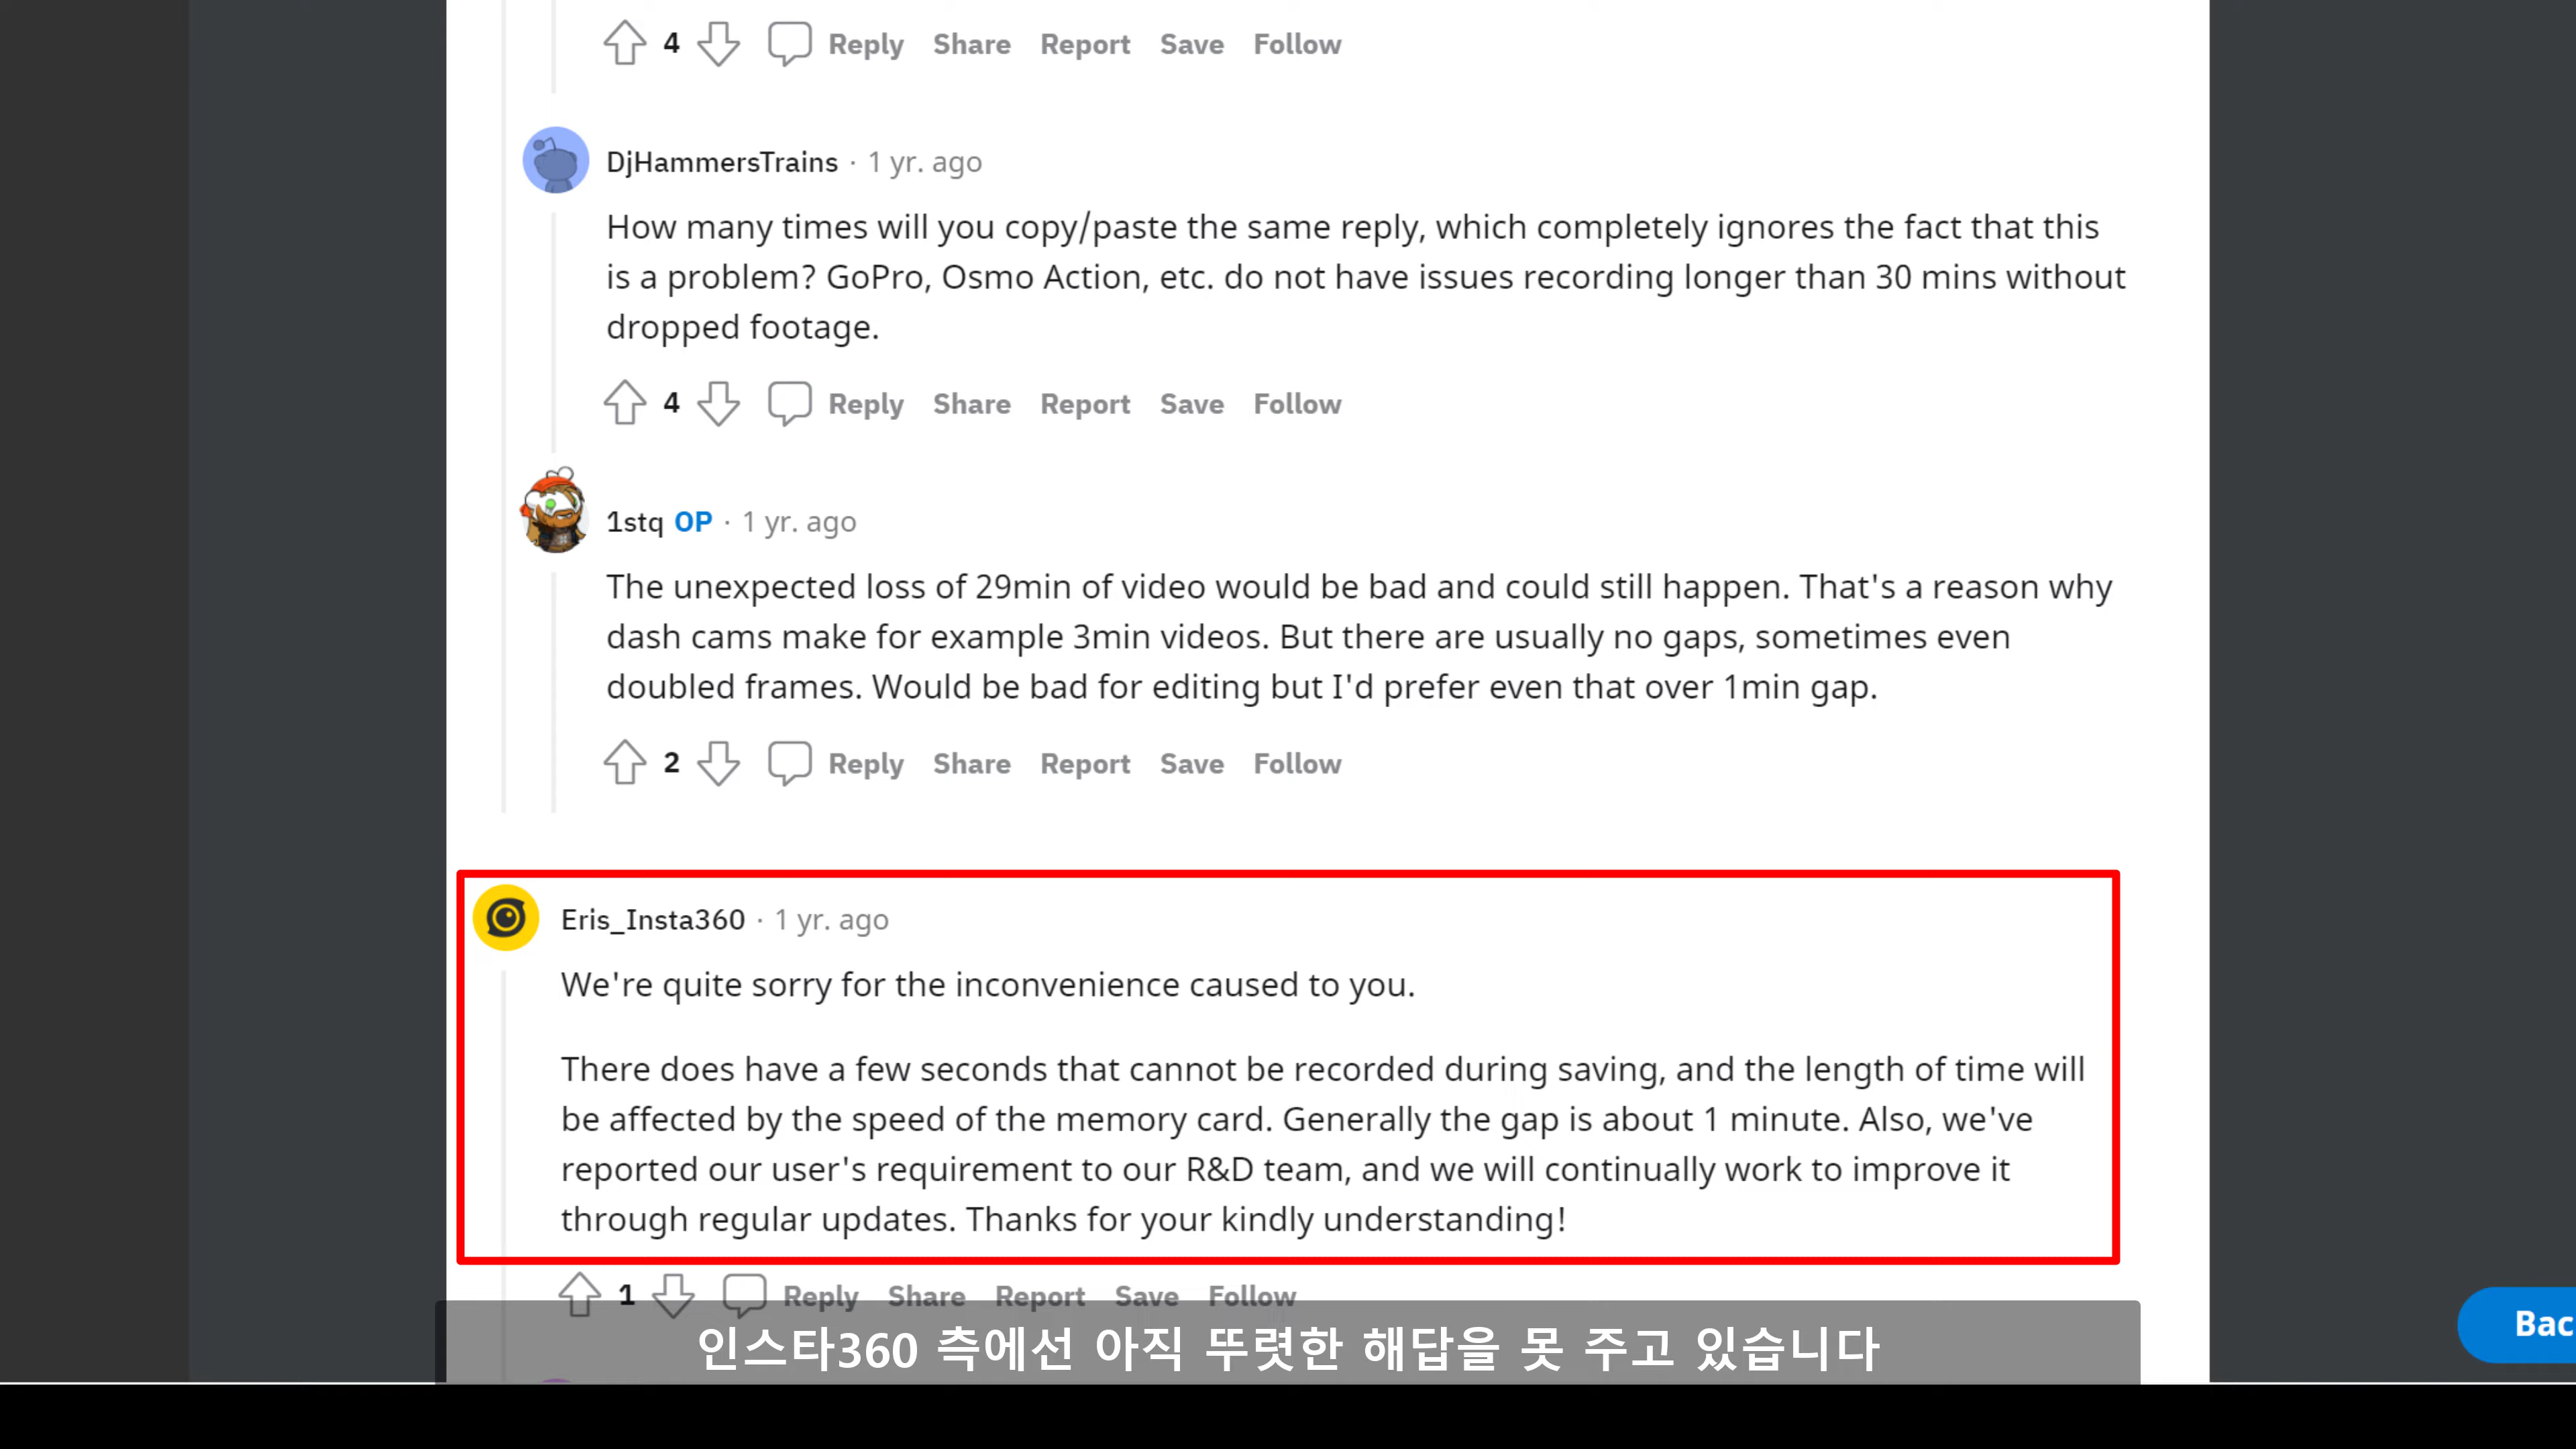 4 Reply Share Report Save Follow
DjHammersTrains · 1 yr. ago
How many times will you copy/paste the same reply, which completely ignores the fact that this
is a problem? GoPro, Osmo Action, etc. do not have issues recording longer than 30 mins without
dropped footage.
4 Reply Share Report Save Follow
1stq OP · 1 yr. ago
The unexpected loss of 29min of video would be bad and could still happen. That's a reason why
dash cams make for example 3min videos. But there are usually no gaps, sometimes even
doubled frames. Would be bad for editing but I'd prefer even that over 1min gap.
2 Reply Share Report Save Follow
Eris_Insta360 · 1 yr. ago
We're quite sorry for the inconvenience caused to you.
There does have a few seconds that cannot be recorded during saving, and the length of time will
be affected by the speed of the memory card. Generally the gap is about 1 minute. Also, we've
reported our user's requirement to our R&D team, and we will continually work to improve it
through regular updates. Thanks for your kindly understanding!
1 Reply Share Report Save Follow
Bac
인스타360 측에선 아직 뚜렷한 해답을 못 주고 있습니다